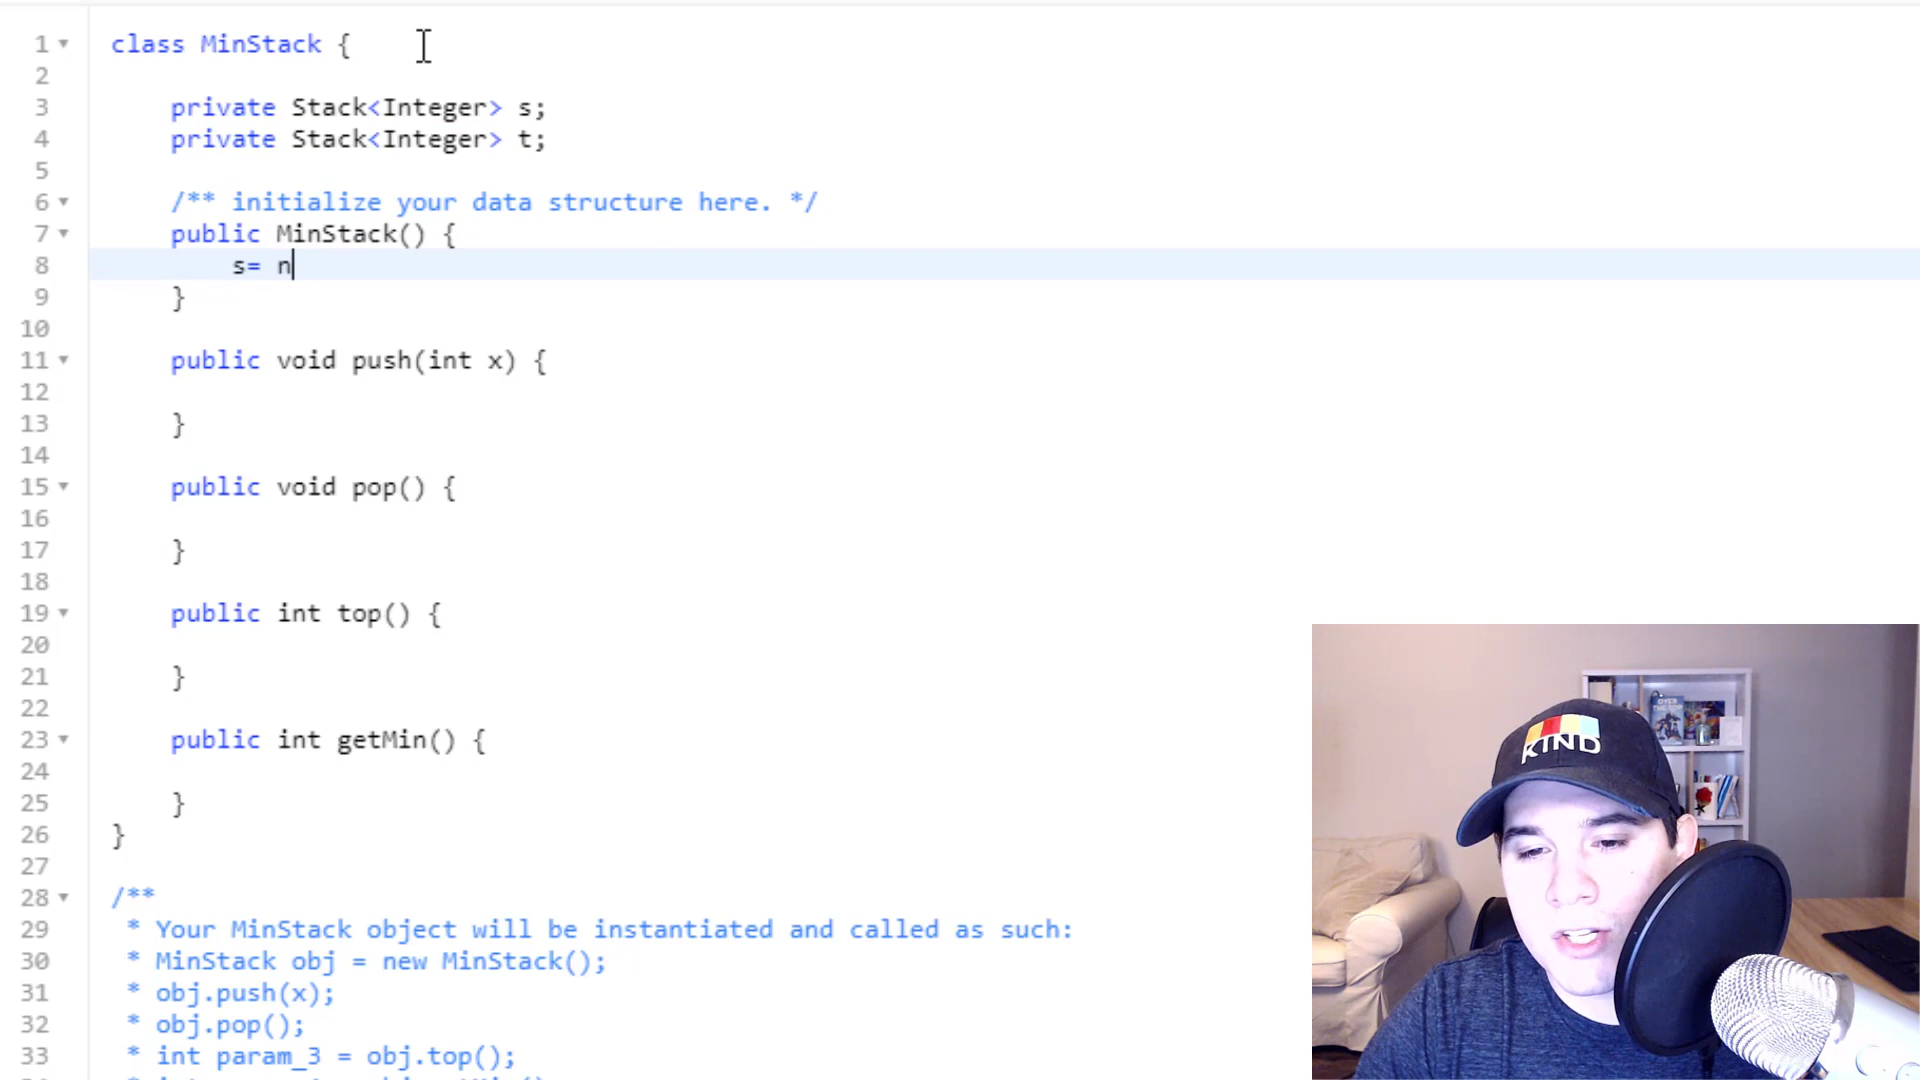 1 class MinStack {
2
3 private Stack<Integer> s;
4 private Stack<Integer> t;
5
6 /** initialize your data structure here. */
7 public MinStack() {
8 s= n
9 }
10
11 public void push(int x) {
12
13 }
14
15 public void pop() {
16
17 }
18
19 public int top() {
20
21 }
22
23 public int getMin() {
24
25 }
26 }
27
28 /**
29 * Your MinStack object will be instantiated and called as such:
30 * MinStack obj = new MinStack();
31 * obj.push(x);
32 * obj.pop();
33 * int param_3 = obj.top();
KIND
OVER
THE TOP